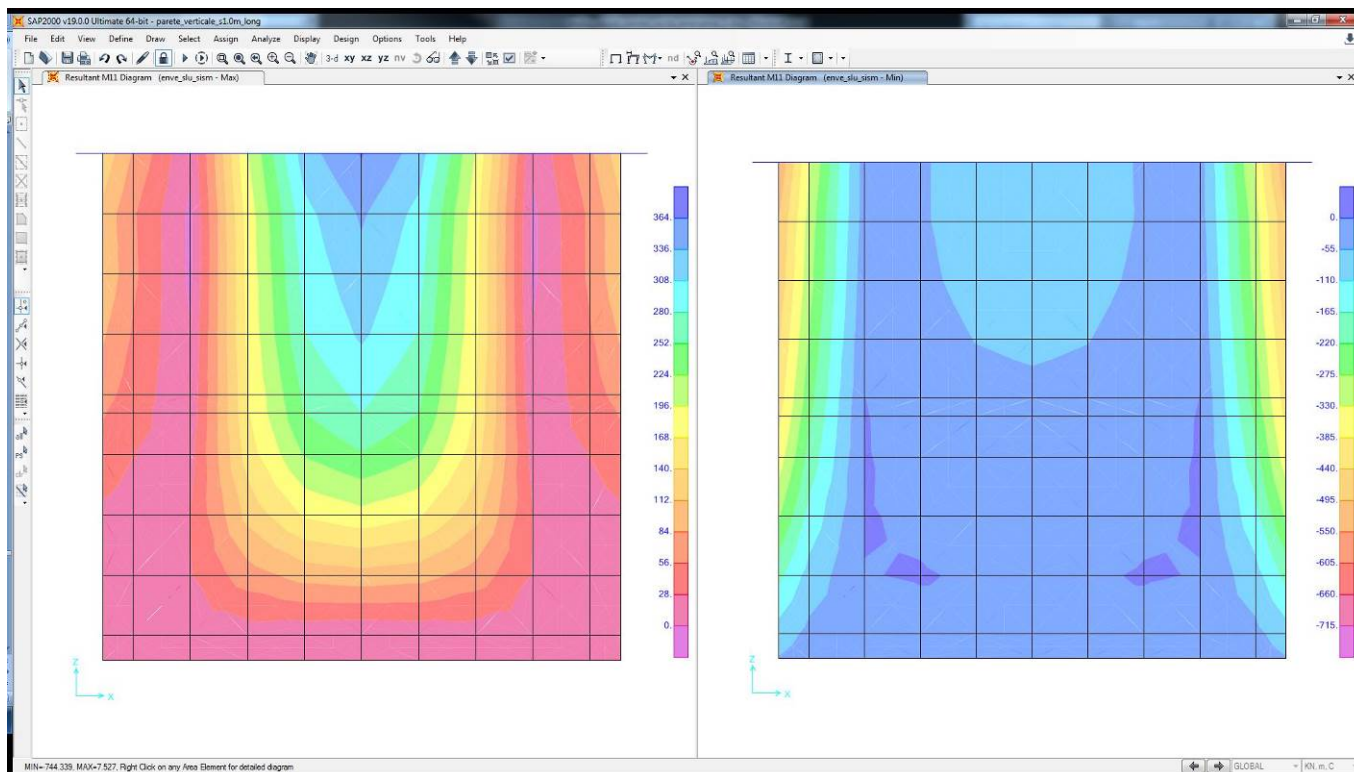 SAP2000 v19.0.0 Ultimate 64-bit - parete_verticale_s1.0m_long
File Edit View Define Draw Select Assign Analyze Display Design Options Tools Help
3-d xy xz yz nv nd
Resultant M11 Diagram (enve_slu_sism - Max)
Resultant M11 Diagram (enve_slu_sism - Min)
364.
336.
308.
280.
252.
224.
196.
168.
140.
112.
84.
56.
28.
0.
Z
X
0.
-55.
-110.
-165.
-220.
-275.
-330.
-385.
-440.
-495.
-550.
-605.
-660.
-715.
Z
X
MIN=-744.339, MAX=7.527, Right Click on any Area Element for detailed diagram
GLOBAL
KN, m, C